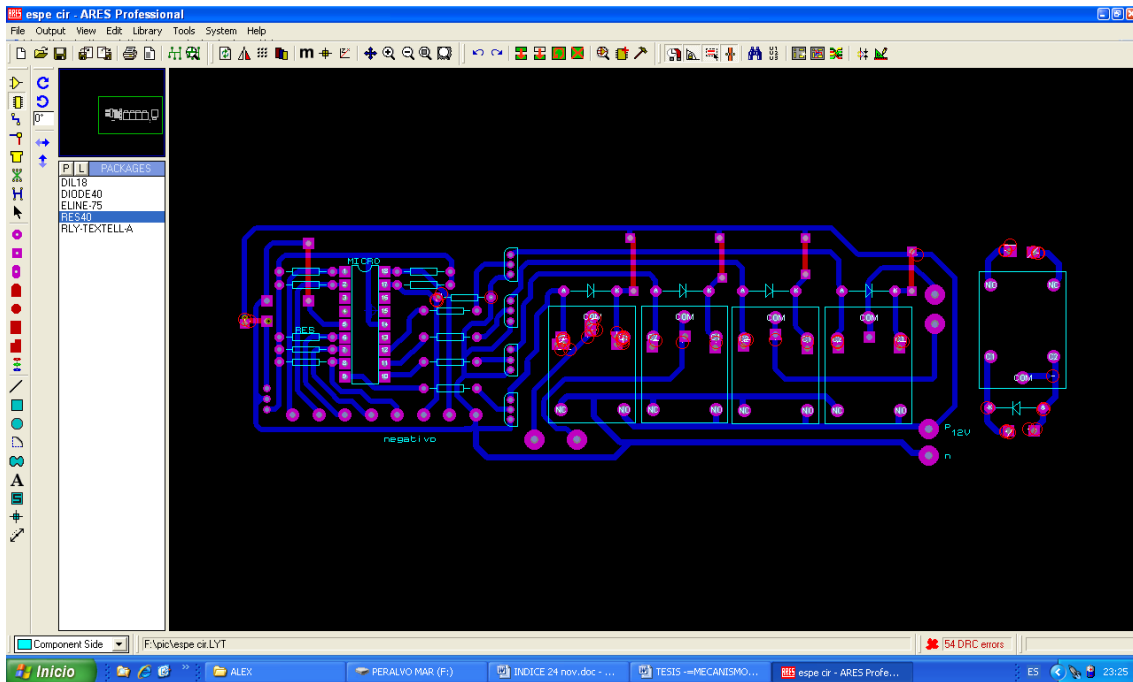 espe cir - ARES Professional
File Output View Edit Library Tools System Help
m
0°
P L PACKAGES
DIL18
DIODE40
ELINE-75
RES40
RLY-TEXTELL-A
A
S
MICRO
RES
negativo
A K A K A K A K
COM COM COM COM
NC NO NC NO NC NO NC NO
P
12V
n
NO NC
C1 C2
COM
Component Side
F:\pic\espe cir.LYT
54 DRC errors
Inicio
ALEX
PERALVO MAR (F:)
INDICE 24 nov.doc - ...
TESIS -=MECANISMO...
espe cir - ARES Profe...
ES
23:25